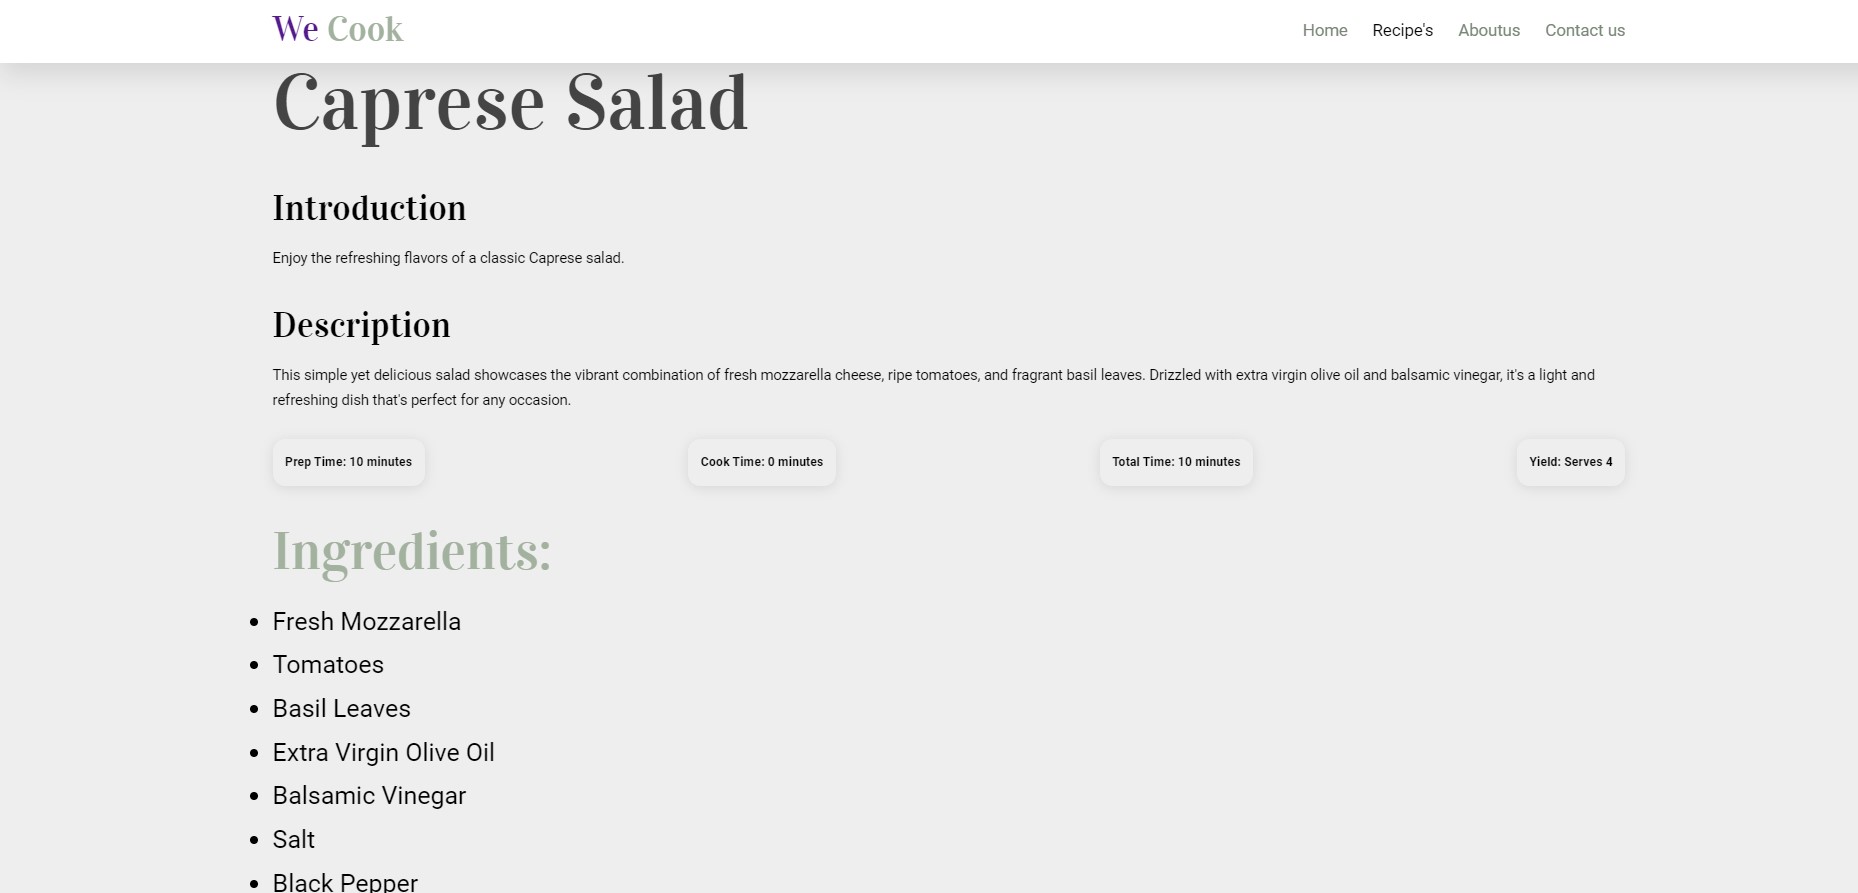 We Cook
Home Recipe's Aboutus Contact us
Caprese Salad
Introduction
Enjoy the refreshing flavors of a classic Caprese salad.
Description
This simple yet delicious salad showcases the vibrant combination of fresh mozzarella cheese, ripe tomatoes, and fragrant basil leaves. Drizzled with extra virgin olive oil and balsamic vinegar, it's a light and
refreshing dish that's perfect for any occasion.
Prep Time: 10 minutes Cook Time: 0 minutes Total Time: 10 minutes Yield: Serves 4
Ingredients:
Fresh Mozzarella
Tomatoes
Basil Leaves
Extra Virgin Olive Oil
Balsamic Vinegar
Salt
Black Pepper